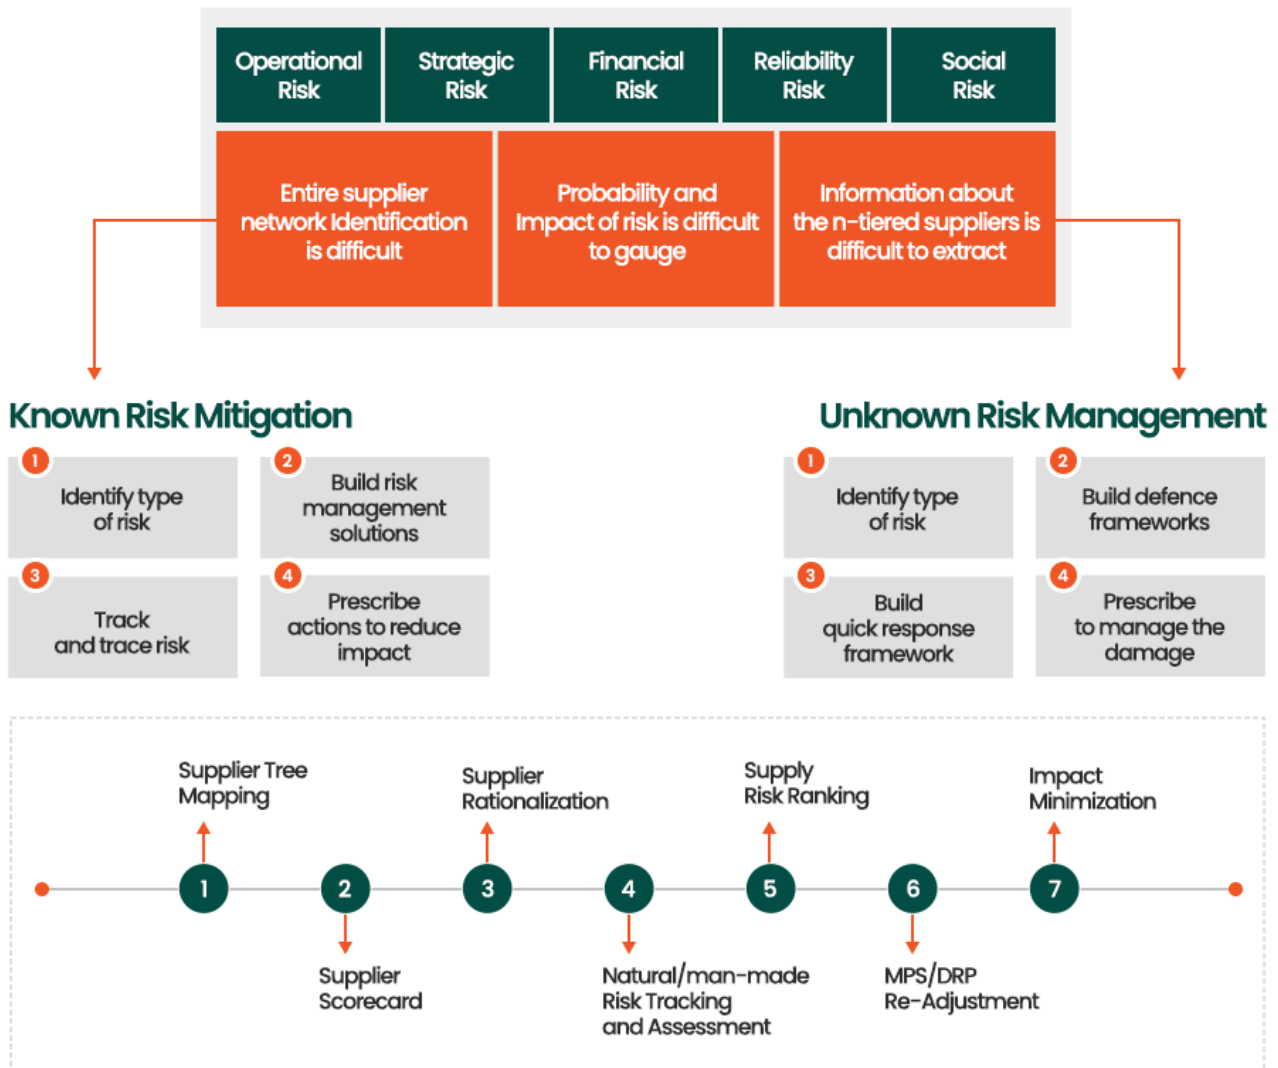 Operational
Risk
Strategic
Risk
Financial
Risk
Reliability
Risk
Social
Risk
Entire supplier
network Identification
is difficult
Probability and
Impact of risk is difficult
to gauge
Information about
the n-tiered suppliers is
difficult to extract
Known Risk Mitigation
1
Identify type
of risk
2
Build risk
management
solutions
3
Track
and trace risk
4
Prescribe
actions to reduce
impact
Unknown Risk Management
1
Identify type
of risk
2
Build defence
frameworks
3
Build
quick response
framework
4
Prescribe
to manage the
damage
Supplier Tree
Mapping
1
2
Supplier
Scorecard
Supplier
Rationalization
3
4
Natural/man-made
Risk Tracking
and Assessment
Supply
Risk Ranking
5
6
MPS/DRP
Re-Adjustment
Impact
Minimization
7